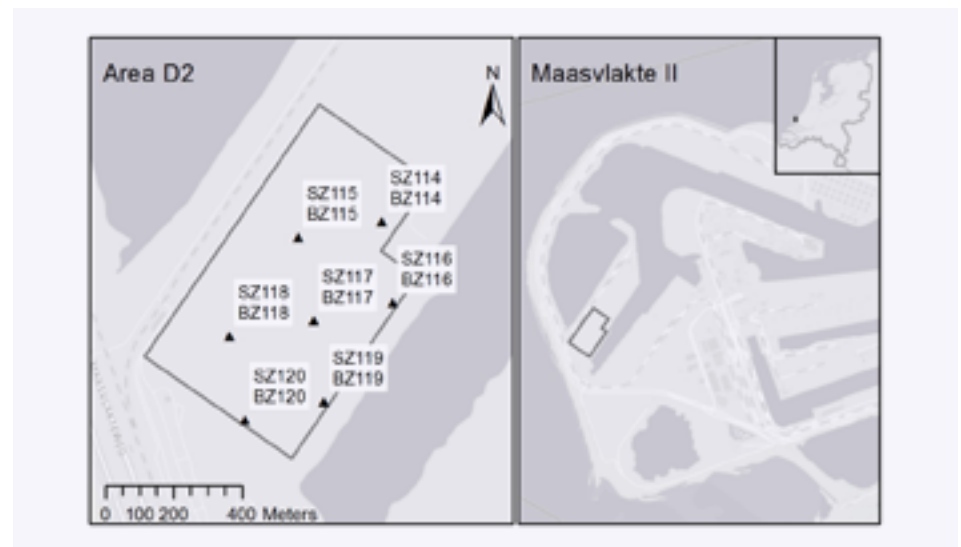 Area D2
N
SZ114
BZ114
SZ115
BZ115
SZ116
BZ116
SZ117
BZ117
SZ118
BZ118
SZ119
BZ119
SZ120
BZ120
0 100 200 400 Meters
Maasvlakte II